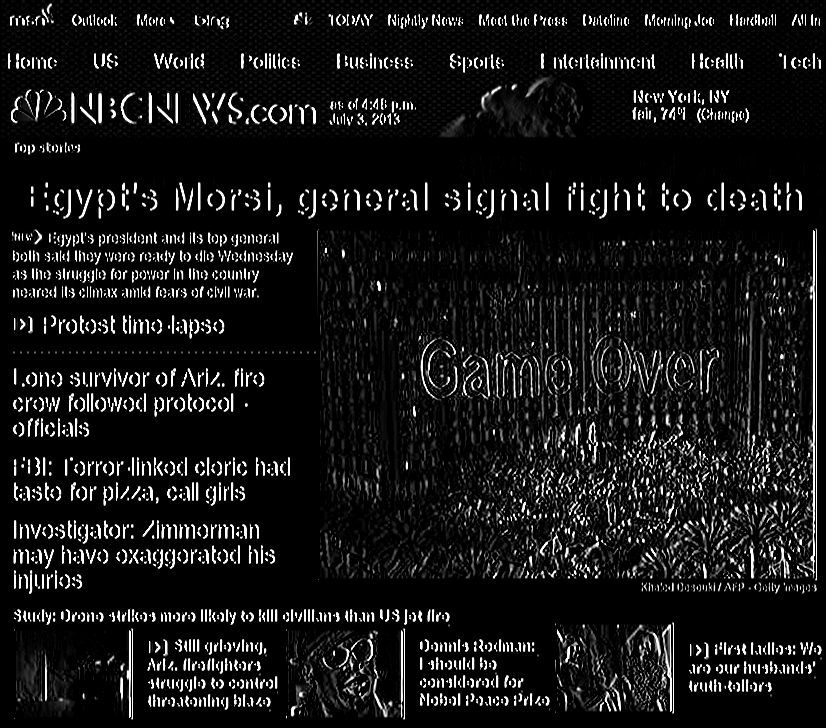 msn Outlook More bing TODAY Nightly News Meet the Press Dateline Morning Joe Hardball All In
Home US World Politics Business Sports Entertainment Health Tech
NBCNEWS.com as of 4:48 p.m. July 3, 2013 New York, NY fair, 74°F (Change)
Top stories
Egypt's Morsi, general signal fight to death
NEW Egypt's president and its top general
both said they were ready to die Wednesday
as the struggle for power in the country
neared its climax amid fears of civil war.
Protest time-lapse
Game Over
Lone survivor of Ariz. fire
crew followed protocol -
officials
FBI: Terror-linked cleric had
taste for pizza, call girls
Investigator: Zimmerman
may have exaggerated his
injuries
Khaled Desouki / AFP - Getty Images
Study: Drone strikes more likely to kill civilians than US jet fire
Still grieving,
Ariz. firefighters
struggle to control
threatening blaze
Dennis Rodman:
I should be
considered for
Nobel Peace Prize
First ladies: We
are our husbands'
truth-tellers